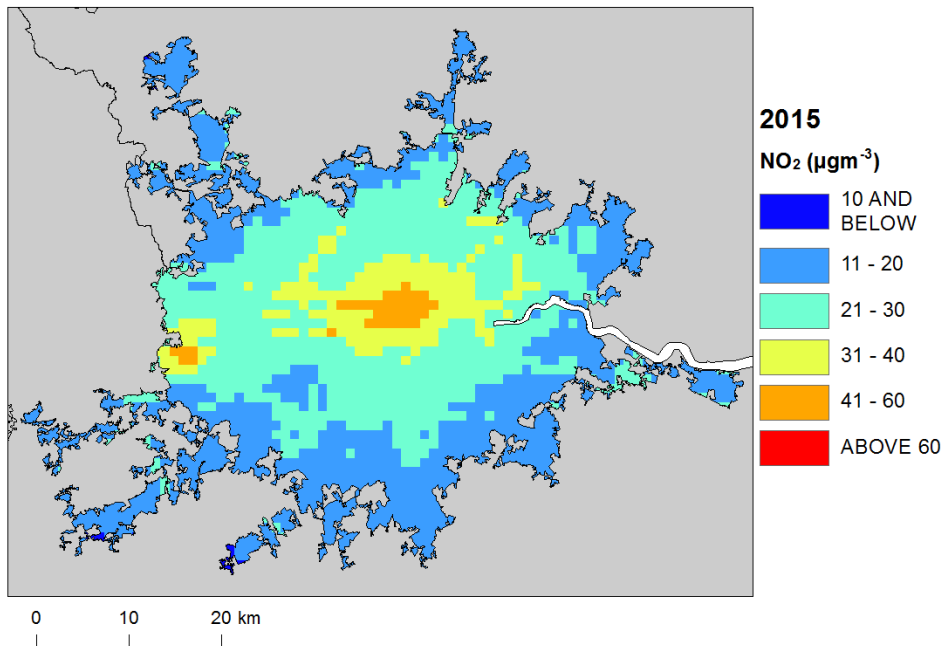 2015
NO₂ (µgm⁻³)
10 AND
BELOW
11 - 20
21 - 30
31 - 40
41 - 60
ABOVE 60
0 10 20 km